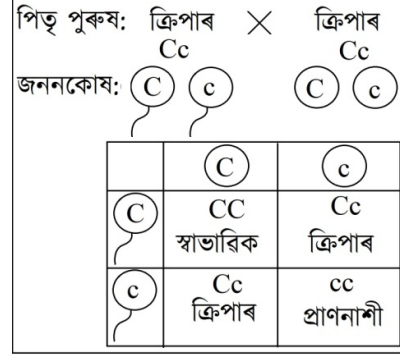 পিতৃ পুৰুষ: ক্ৰিপাৰ × ক্ৰিপাৰ
Cc Cc
জননকোষ: C c C c
C c
C CC Cc
স্বাভাৱিক ক্ৰিপাৰ
c Cc cc
ক্ৰিপাৰ প্ৰাণনাশী